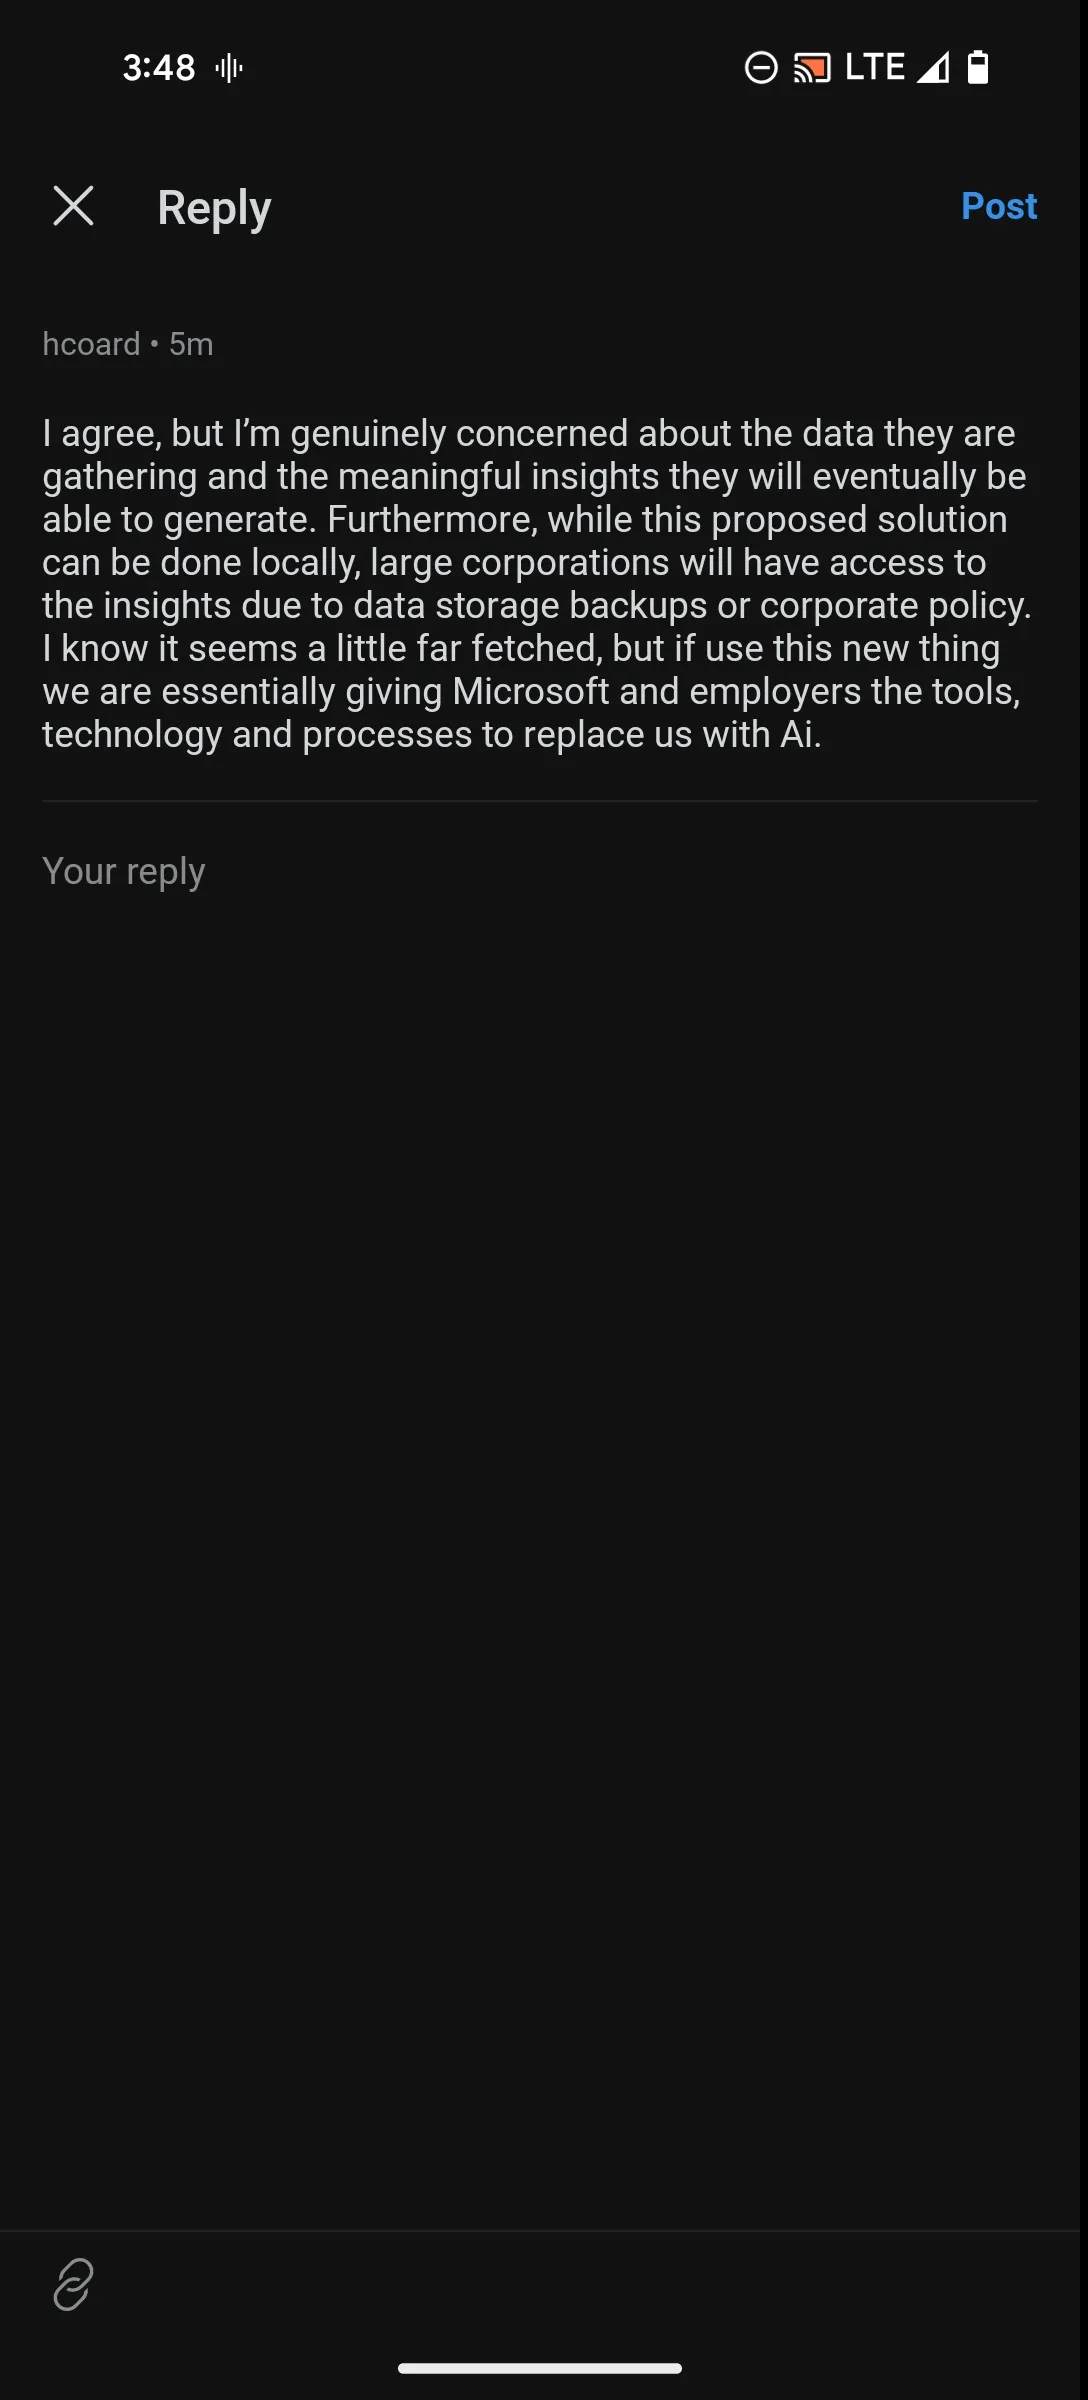 3:48
LTE
Reply
Post
hcoard • 5m
I agree, but I’m genuinely concerned about the data they are
gathering and the meaningful insights they will eventually be
able to generate. Furthermore, while this proposed solution
can be done locally, large corporations will have access to
the insights due to data storage backups or corporate policy.
I know it seems a little far fetched, but if use this new thing
we are essentially giving Microsoft and employers the tools,
technology and processes to replace us with Ai.
Your reply